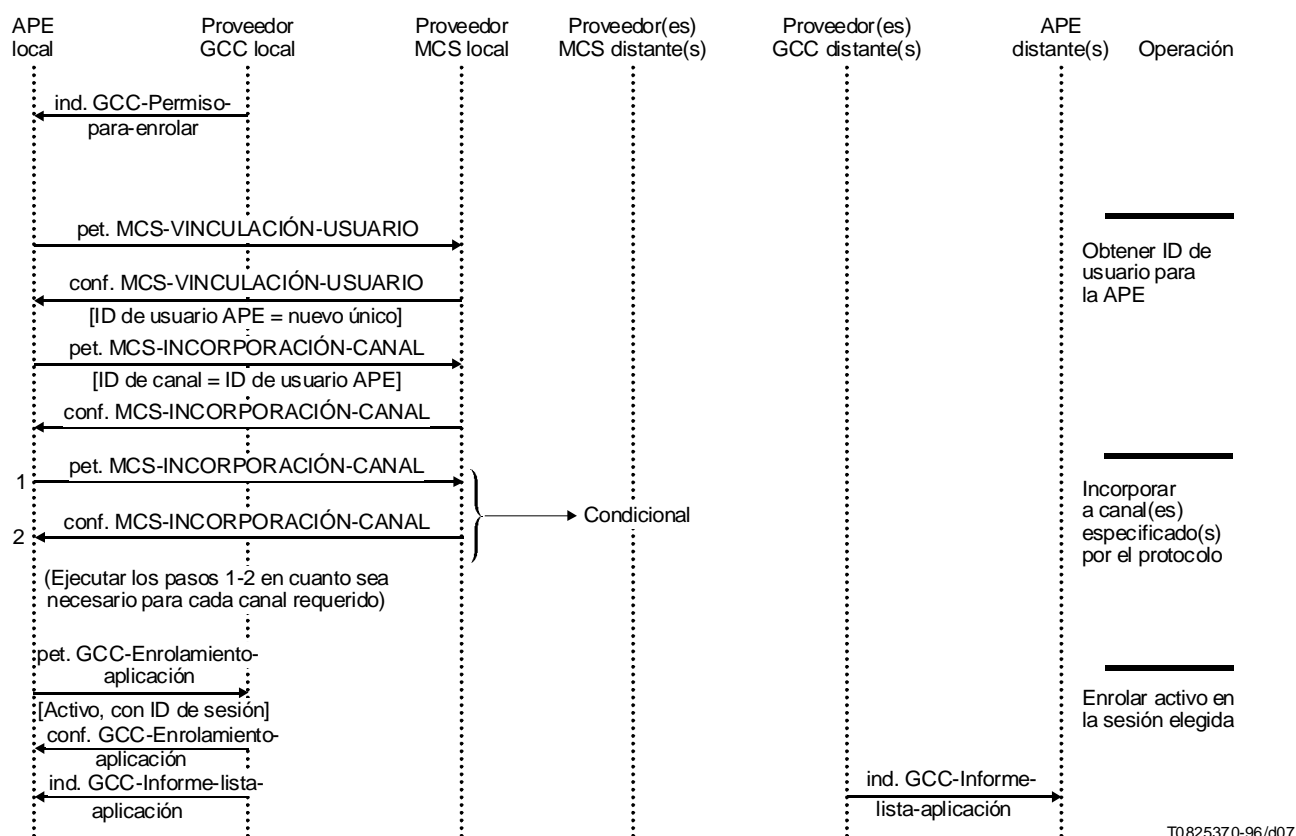 APE local
Proveedor GCC local
Proveedor MCS local
Proveedor(es) MCS distante(s)
Proveedor(es) GCC distante(s)
APE distante(s)
Operación
ind. GCC-Permiso-
para-enrolar
pet. MCS-VINCULACIÓN-USUARIO
Obtener ID de
usuario para
la APE
conf. MCS-VINCULACIÓN-USUARIO
[ID de usuario APE = nuevo único]
pet. MCS-INCORPORACIÓN-CANAL
[ID de canal = ID de usuario APE]
conf. MCS-INCORPORACIÓN-CANAL
1
pet. MCS-INCORPORACIÓN-CANAL
Condicional
2
conf. MCS-INCORPORACIÓN-CANAL
Incorporar
a canal(es)
especificado(s)
por el protocolo
(Ejecutar los pasos 1-2 en cuanto sea
necesario para cada canal requerido)
pet. GCC-Enrolamiento-
aplicación
[Activo, con ID de sesión]
Enrolar activo en
la sesión elegida
conf. GCC-Enrolamiento-
aplicación
ind. GCC-Informe-lista-
aplicación
ind. GCC-Informe-
lista-aplicación
T0825370-96/d07